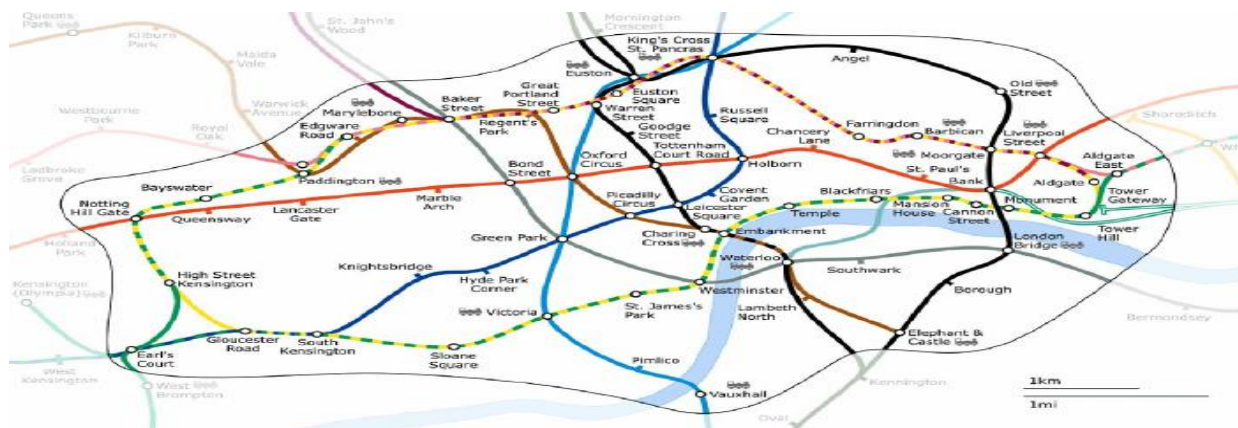 Queens
Park
Kilburn
Park
Maida
Vale
St. John's
Wood
Mornington
Crescent
King's Cross
St. Pancras
Euston
Angel
Old
Street
Westbourne
Park
Royal
Oak
Warwick
Avenue
Marylebone
Edgware
Road
Baker
Street
Great
Portland
Street
Regent's
Park
Euston
Square
Warren
Street
Goodge
Street
Russell
Square
Farringdon
Barbican
Liverpool
Street
Moorgate
Shoreditch
Ladbroke
Grove
Paddington
Bayswater
Notting
Hill Gate
Queensway
Lancaster
Gate
Marble
Arch
Bond
Street
Oxford
Circus
Tottenham
Court Road
Holborn
Chancery
Lane
St. Paul's
Bank
Aldgate
East
Aldgate
Tower
Gateway
Tower
Hill
Holland
Park
Picadilly
Circus
Covent
Garden
Leicester
Square
Charing
Cross
Embankment
Temple
Blackfriars
Mansion
House
Cannon
Street
Monument
London
Bridge
Green Park
Hyde Park
Corner
Knightsbridge
High Street
Kensington
Kensington
(Olympia)
Waterloo
Southwark
Westminster
St. James's
Park
Victoria
Lambeth
North
Borough
Bermondsey
Elephant &
Castle
Kennington
Oval
Gloucester
Road
South
Kensington
Sloane
Square
Earl's
Court
West
Kensington
West
Brompton
Pimlico
Vauxhall
1km
1mi